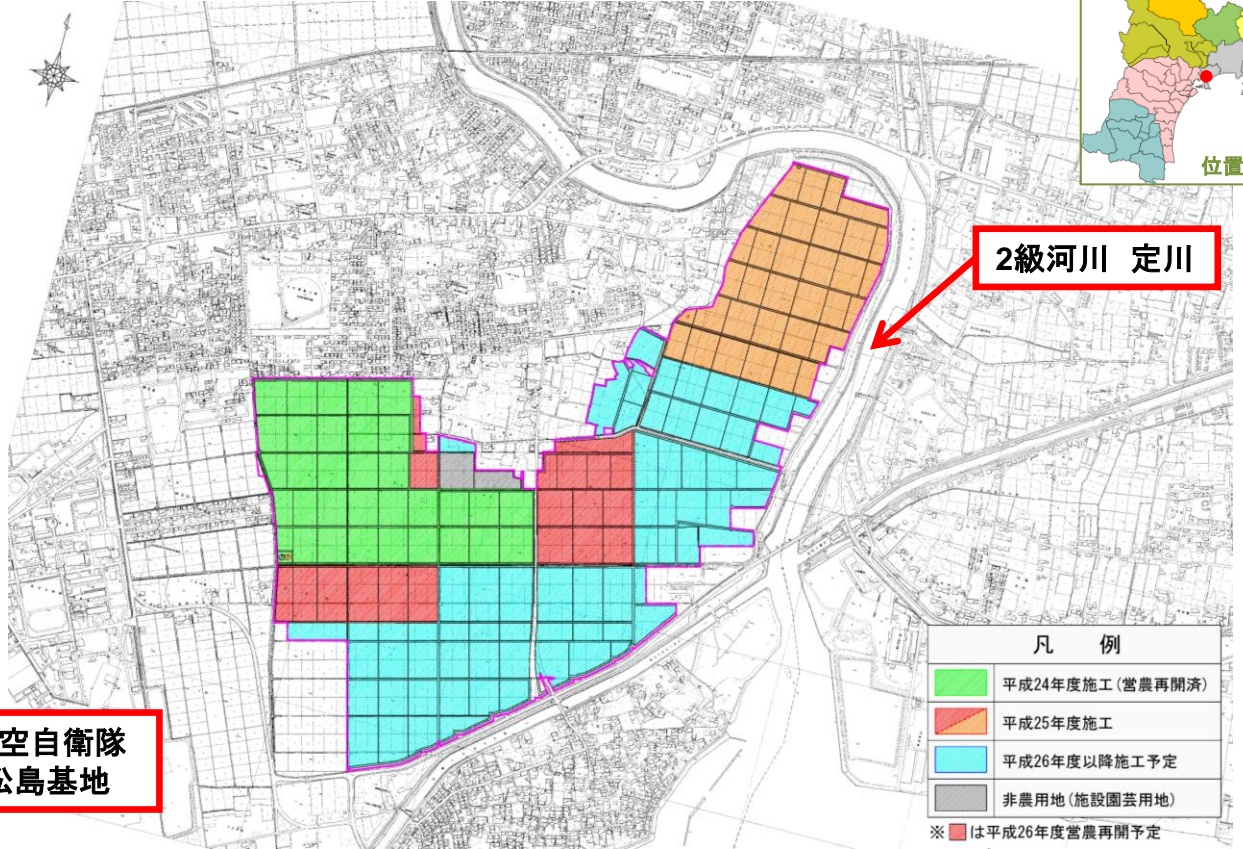 位置
2級河川 定川
空自衛隊
松島基地
凡 例
平成24年度施工(営農再開済)
平成25年度施工
平成26年度以降施工予定
非農用地(施設園芸用地)
※ は平成26年度営農再開予定